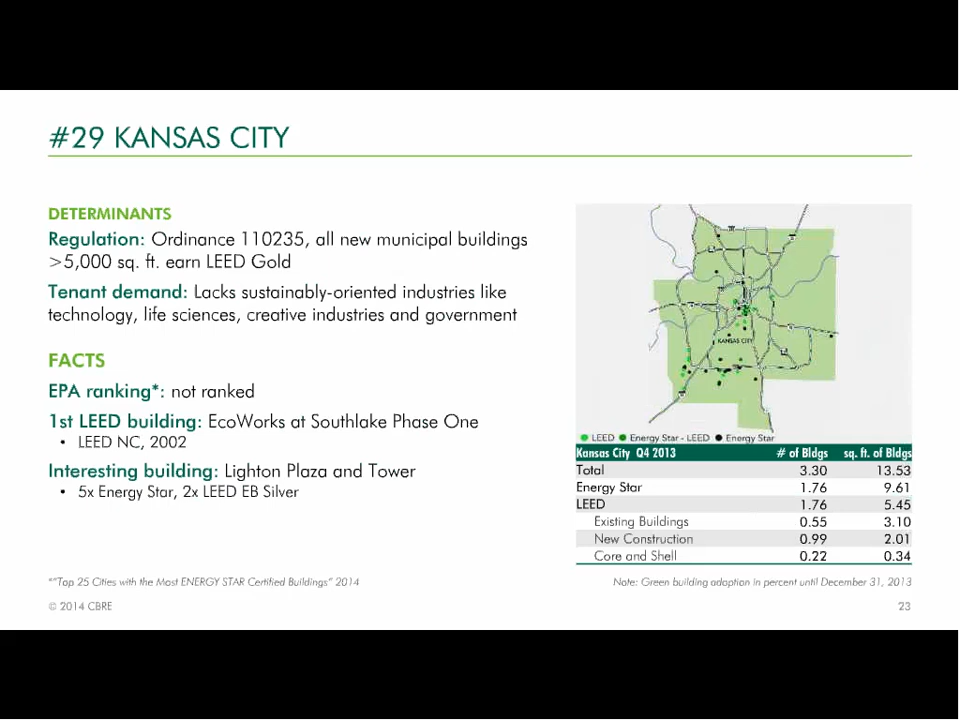 #29 KANSAS CITY
DETERMINANTS
Regulation: Ordinance 110235, all new municipal buildings
>5,000 sq. ft. earn LEED Gold
Tenant demand: Lacks sustainably-oriented industries like
technology, life sciences, creative industries and government
FACTS
EPA ranking*: not ranked
1st LEED building: EcoWorks at Southlake Phase One
• LEED NC, 2002
Interesting building: Lighton Plaza and Tower
• 5x Energy Star, 2x LEED EB Silver
KANSAS CITY
LEED Energy Star - LEED Energy Star
Kansas City Q4 2013 # of Bldgs sq. ft. of Bldgs
Total 3.30 13.53
Energy Star 1.76 9.61
LEED 1.76 5.45
Existing Buildings 0.55 3.10
New Construction 0.99 2.01
Core and Shell 0.22 0.34
*"Top 25 Cities with the Most ENERGY STAR Certified Buildings" 2014
Note: Green building adoption in percent until December 31, 2013
© 2014 CBRE
23